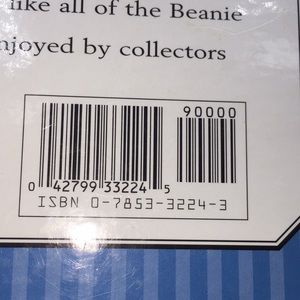 like all of the Beanie
njoyed by collectors
90000
0 42799 33224 5
ISBN 0-7853-3224-3